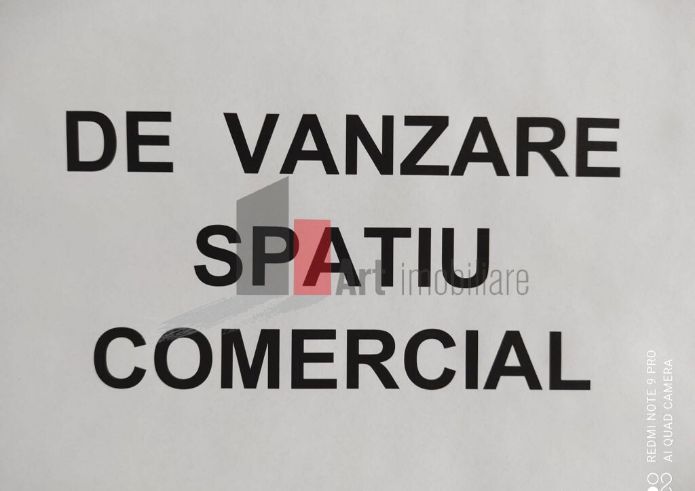 DE VANZARE
SPATIU
Art imobiliare
COMERCIAL
REDMI NOTE 9 PRO
AI QUAD CAMERA